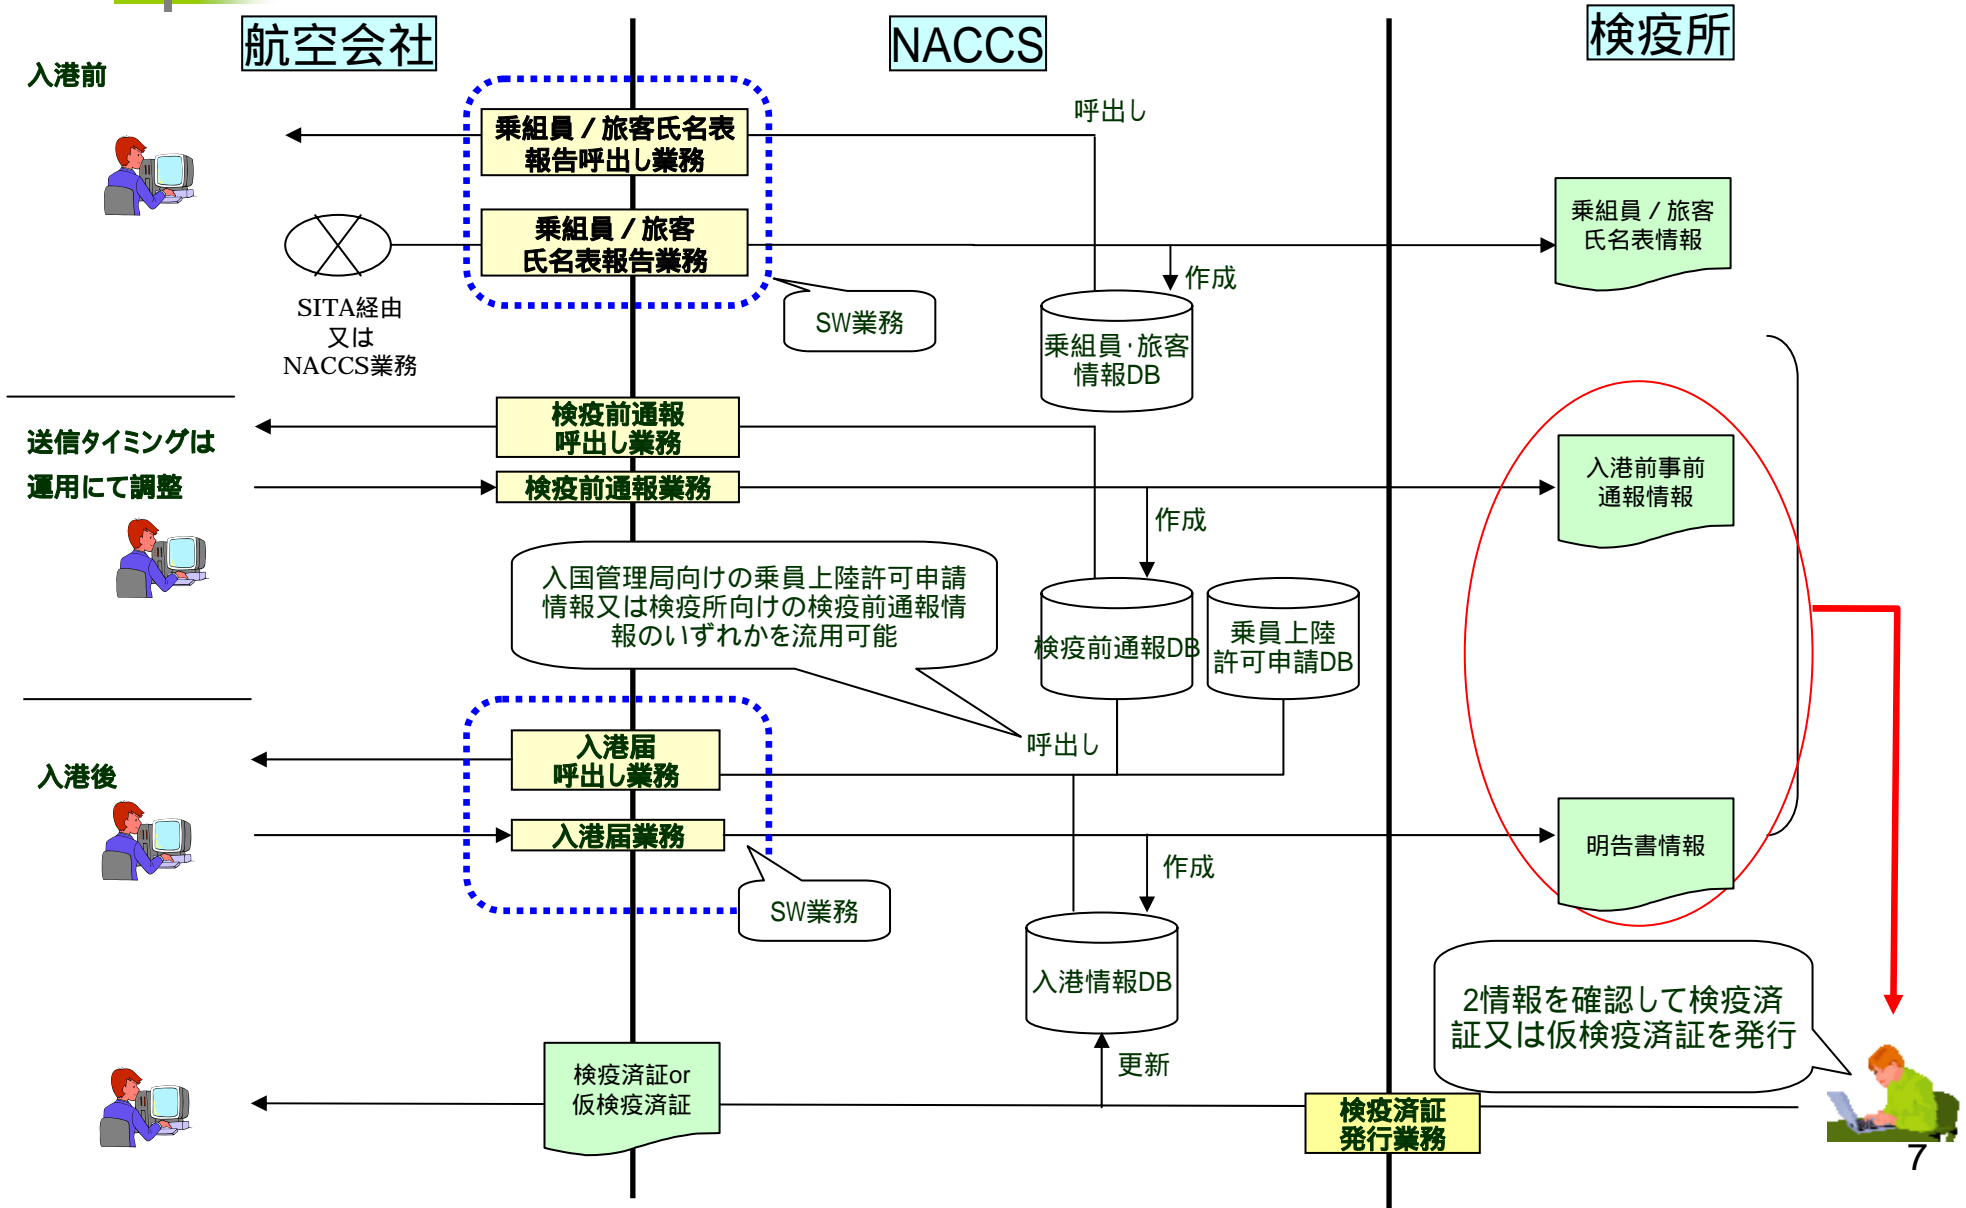 航空会社
NACCS
検疫所
入港前
乗組員/旅客氏名表
報告呼出し業務
呼出し
乗組員/旅客
氏名表報告業務
乗組員/旅客
氏名表情報
作成
SITA経由
又は
NACCS業務
SW業務
乗組員・旅客
情報DB
送信タイミングは
運用にて調整
検疫前通報
呼出し業務
検疫前通報業務
入港前事前
通報情報
作成
入国管理局向けの乗員上陸許可申請
情報又は検疫所向けの検疫前通報情
報のいずれかを流用可能
検疫前通報DB
乗員上陸
許可申請DB
入港後
入港届
呼出し業務
呼出し
入港届業務
明告書情報
作成
SW業務
入港情報DB
2情報を確認して検疫済
証又は仮検疫済証を発行
検疫済証or
仮検疫済証
更新
検疫済証
発行業務
7